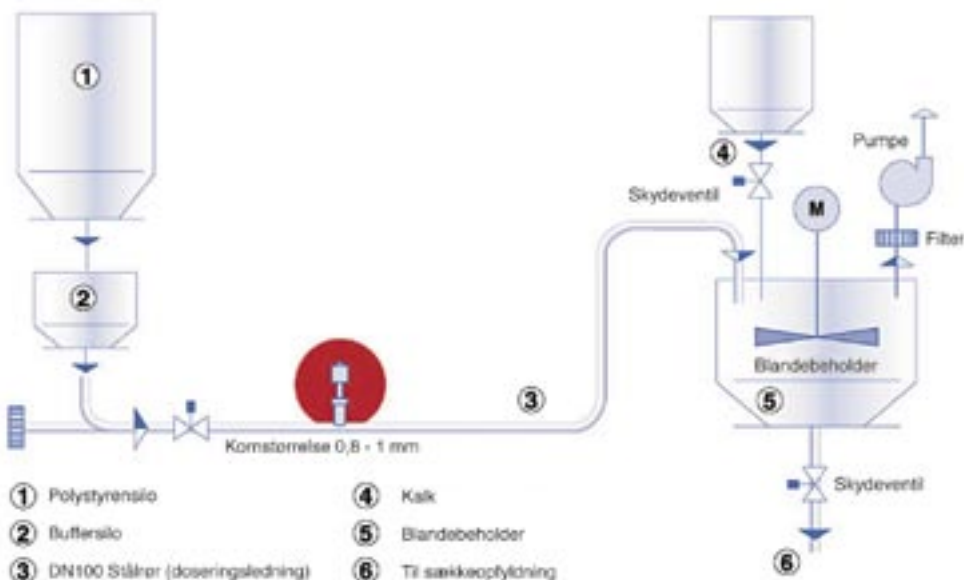 1
2
4
Skydeventil
Pumpe
M
Filter
Blandebeholder
3
5
Kornstørrelse 0,8 - 1 mm
Skydeventil
6
1 Polystyrensilo
2 Buffersilo
3 DN100 Stålrør (doseringsledning)
4 Kalk
5 Blandebeholder
6 Til sækkeopfyldning